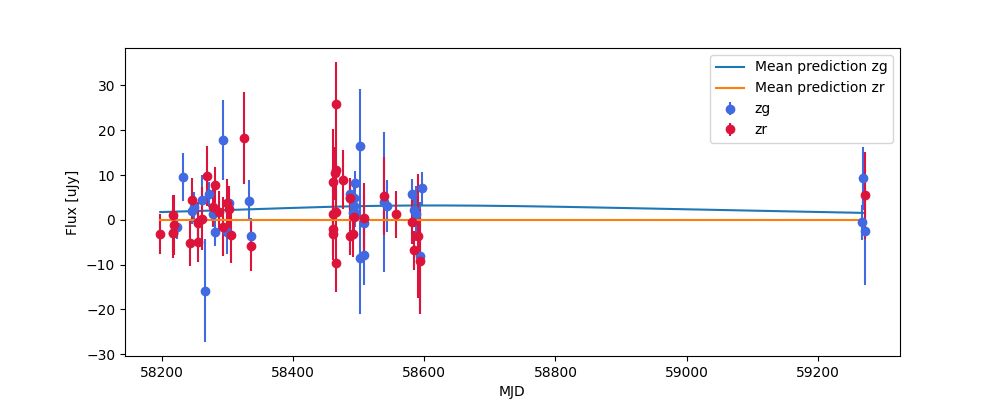 Mean prediction zg
Mean prediction zr
zg
zr
Flux [uJy]
30
20
10
0
−10
−20
−30
58200
58400
58600
58800
59000
59200
MJD